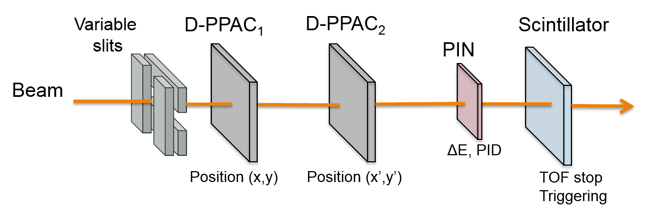 Variable
slits
D-PPAC₁
D-PPAC₂
PIN
Scintillator
Beam
Position (x,y)
Position (x’,y’)
ΔE, PID
TOF stop
Triggering